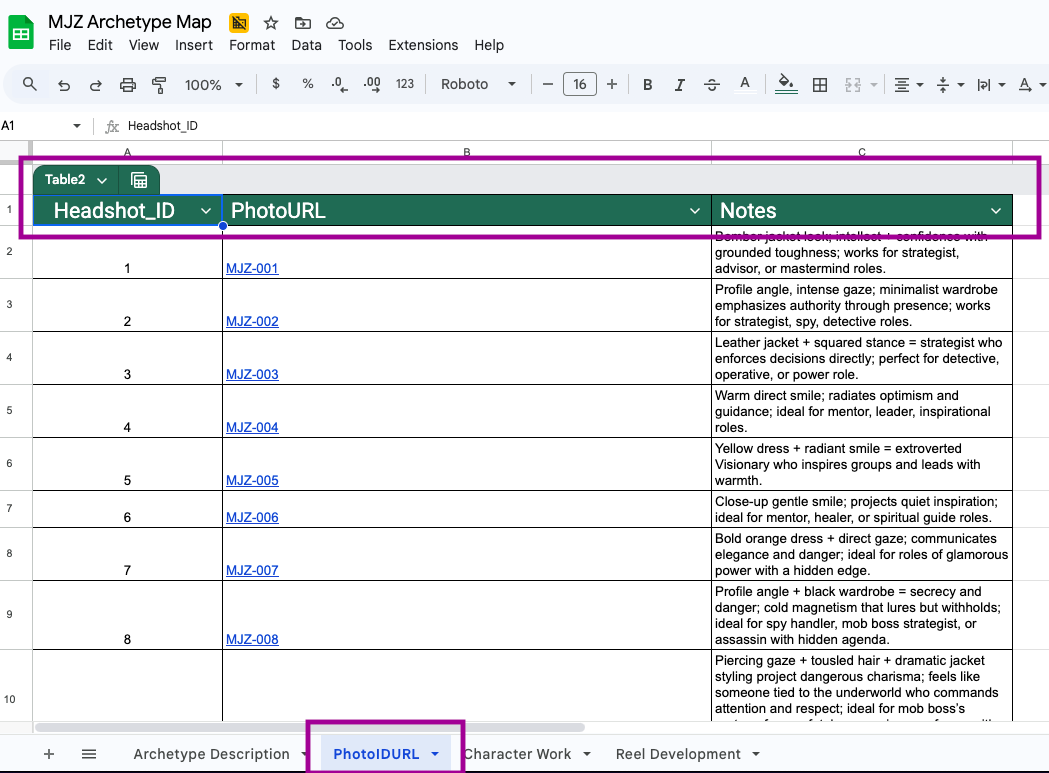 MJZ Archetype Map
File Edit View Insert Format Data Tools Extensions Help
100% $ % .0 .00 123 Roboto 16 B I S A A
A1 fx Headshot_ID
A B C
Table2
1 Headshot_ID PhotoURL Notes
Bomber jacket look; intellect + confidence with
2 grounded toughness; works for strategist,
1 MJZ-001 advisor, or mastermind roles.
Profile angle, intense gaze; minimalist wardrobe
3 emphasizes authority through presence; works
2 MJZ-002 for strategist, spy, detective roles.
Leather jacket + squared stance = strategist who
4 enforces decisions directly; perfect for detective,
3 MJZ-003 operative, or power role.
Warm direct smile; radiates optimism and
5 guidance; ideal for mentor, leader, inspirational
4 MJZ-004 roles.
Yellow dress + radiant smile = extroverted
6 Visionary who inspires groups and leads with
5 MJZ-005 warmth.
7 Close-up gentle smile; projects quiet inspiration;
6 MJZ-006 ideal for mentor, healer, or spiritual guide roles.
Bold orange dress + direct gaze; communicates
8 elegance and danger; ideal for roles of glamorous
7 MJZ-007 power with a hidden edge.
Profile angle + black wardrobe = secrecy and
9 danger; cold magnetism that lures but withholds;
ideal for spy handler, mob boss strategist, or
8 MJZ-008 assassin with hidden agenda.
Piercing gaze + tousled hair + dramatic jacket
styling project dangerous charisma; feels like
10 someone tied to the underworld who commands
attention and respect; ideal for mob boss's
Archetype Description PhotoIDURL Character Work Reel Development